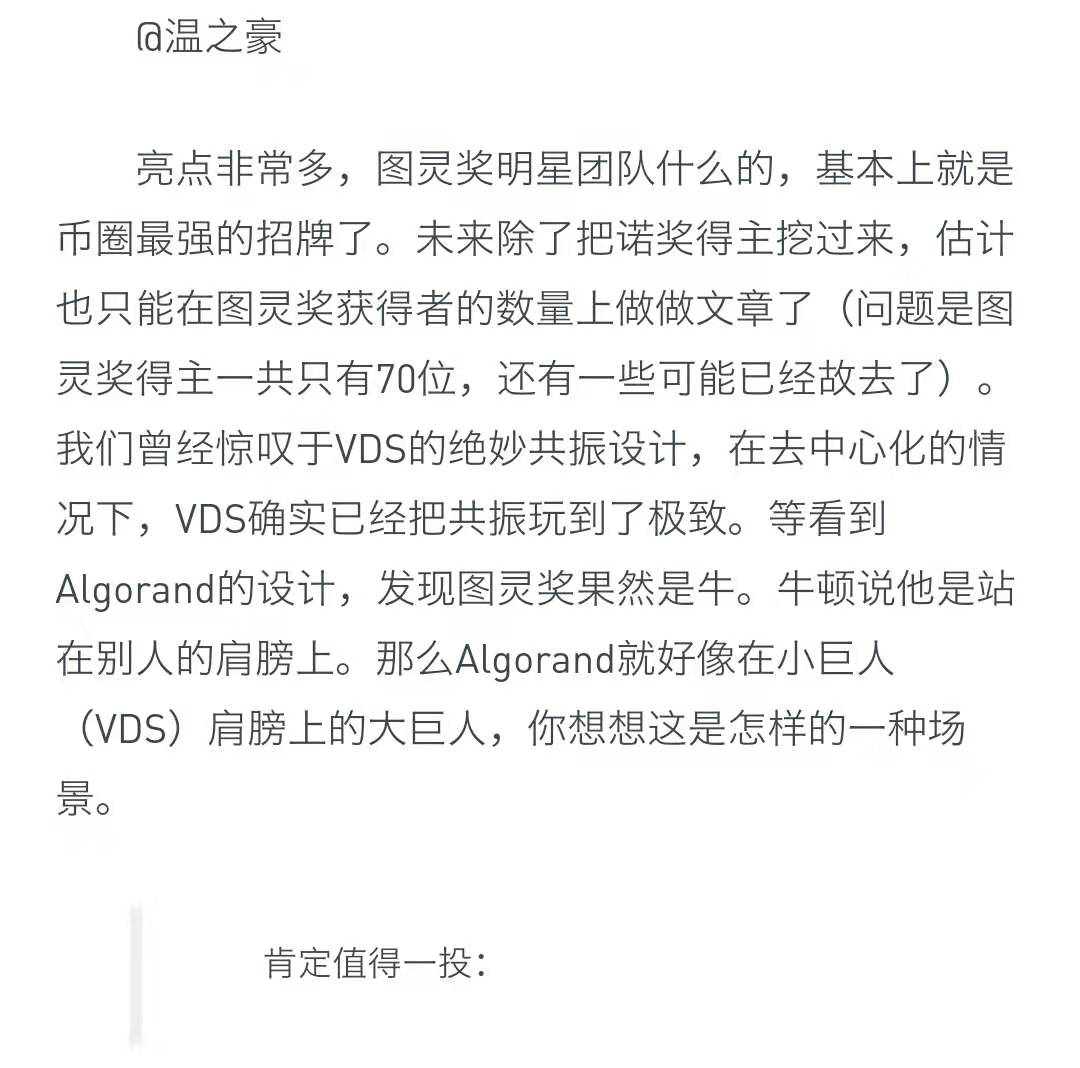 @温之豪
亮点非常多，图灵奖明星团队什么的，基本上就是
币圈最强的招牌了。未来除了把诺奖得主挖过来，估计
也只能在图灵奖获得者的数量上做做文章了（问题是图
灵奖得主一共只有70位，还有一些可能已经故去了）。
我们曾经惊叹于VDS的绝妙共振设计，在去中心化的情
况下，VDS确实已经把共振玩到了极致。等看到
Algorand的设计，发现图灵奖果然是牛。牛顿说他是站
在别人的肩膀上。那么Algorand就好像在小巨人
（VDS）肩膀上的大巨人，你想想这是怎样的一种场
景。
肯定值得一投：